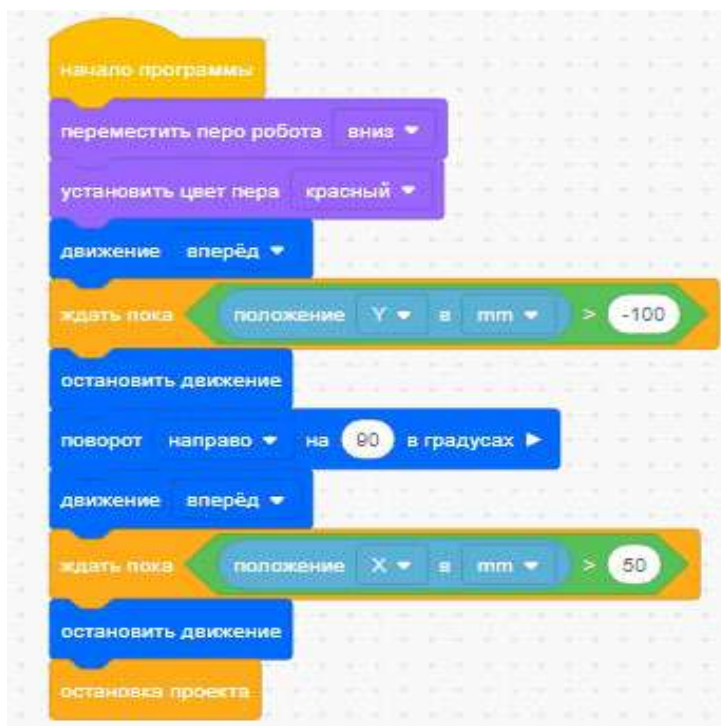 начало программы
переместить перо робота вниз
установить цвет пера красный
движение вперёд
ждать пока положение Y в mm > -100
остановить движение
поворот направо на 90 в градусах
движение вперёд
ждать пока положение X в mm > 50
остановить движение
остановка проекта